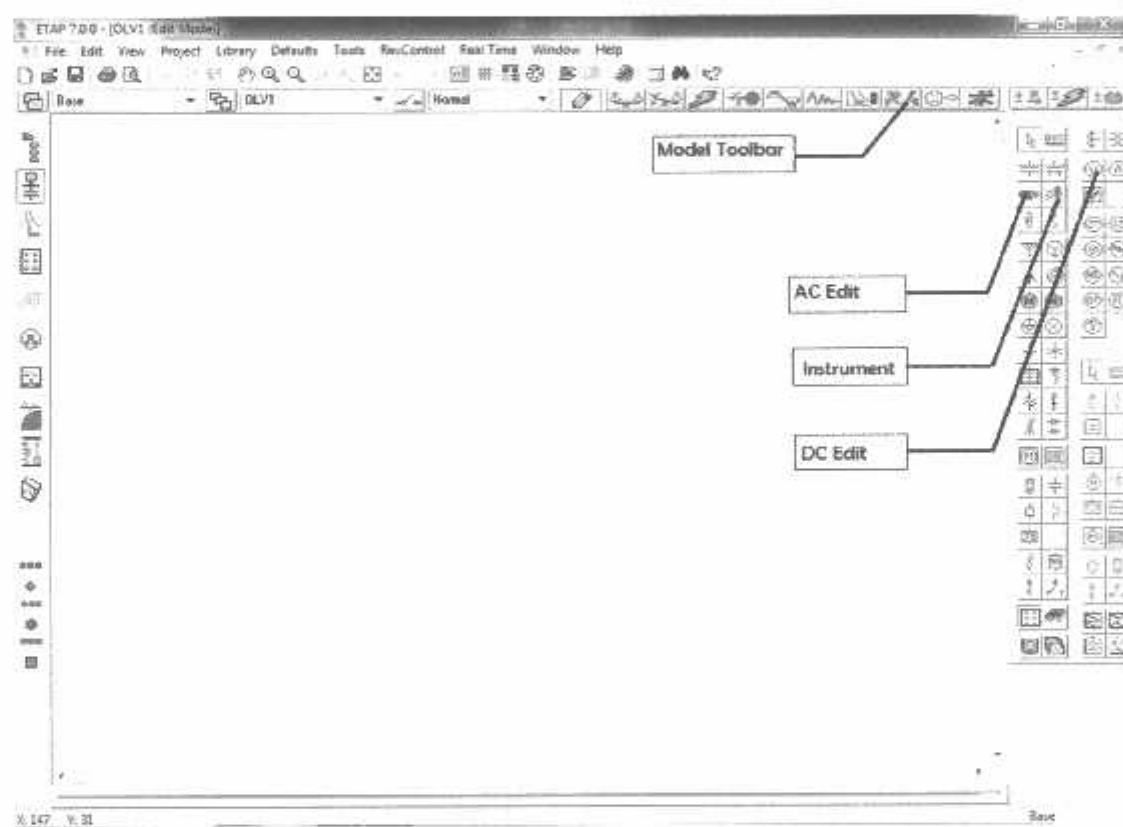 ETAP 7.0.0 - [OLV1 (Edit Mode)]
File Edit View Project Library Defaults Tools RevControl Real Time Window Help
Base OLV1 Normal
Model Toolbar
AC Edit
Instrument
DC Edit
X: 147 Y: 31 Base